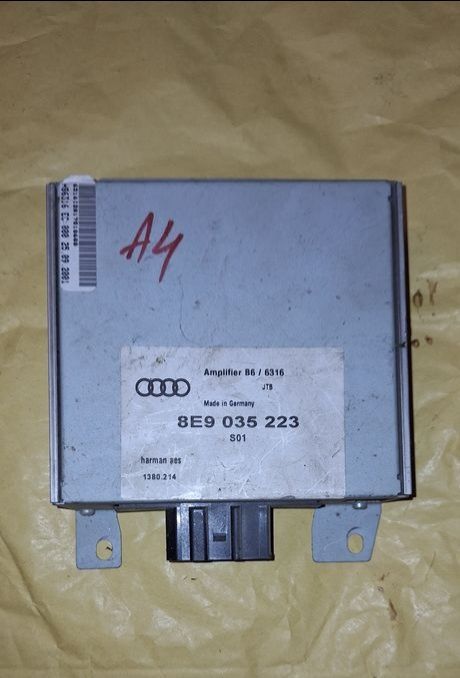 A4
Amplifier B6 / 6316
JTB
Made in Germany
8E9 035 223
S01
harman aes
1380.214